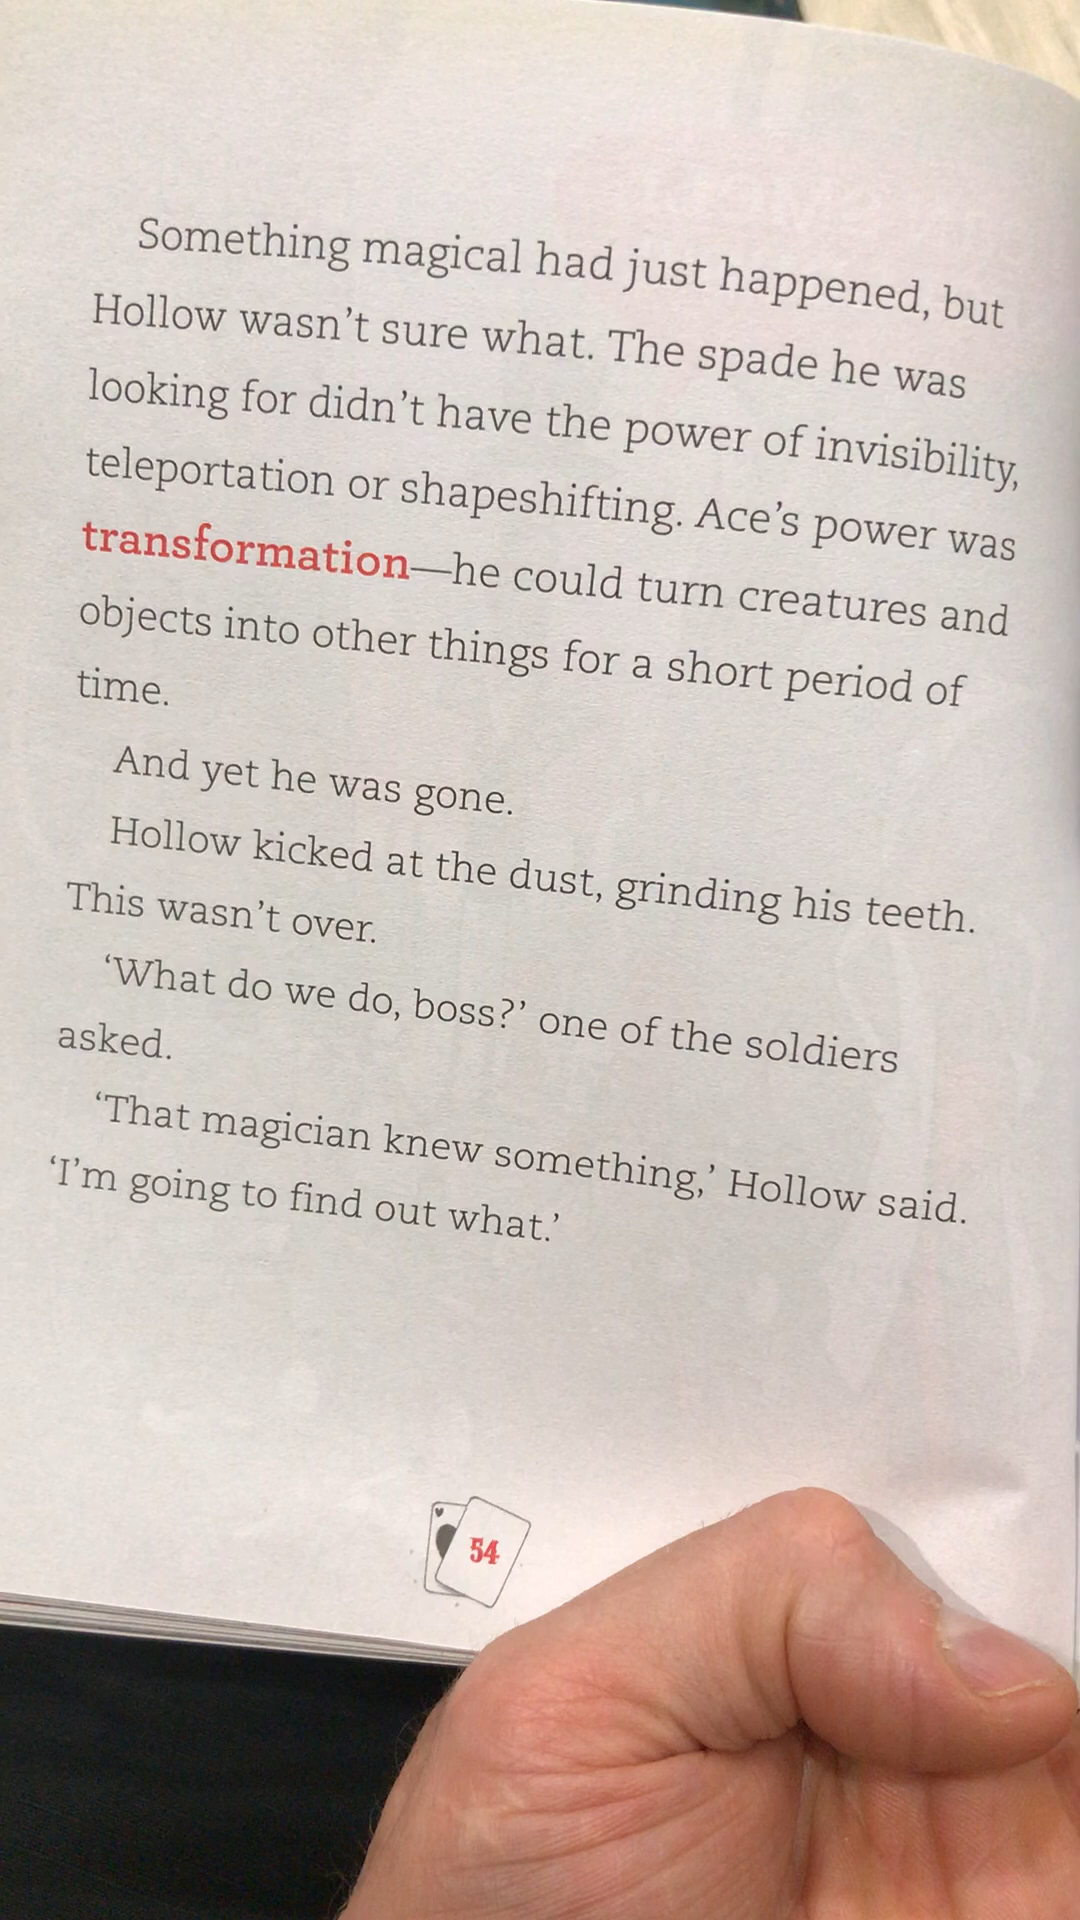 Something magical had just happened, but
Hollow wasn’t sure what. The spade he was
looking for didn’t have the power of invisibility,
teleportation or shapeshifting. Ace’s power was
transformation—he could turn creatures and
objects into other things for a short period of
time.
And yet he was gone.
Hollow kicked at the dust, grinding his teeth.
This wasn’t over.
‘What do we do, boss?’ one of the soldiers
asked.
‘That magician knew something,’ Hollow said.
‘I’m going to find out what.’
54